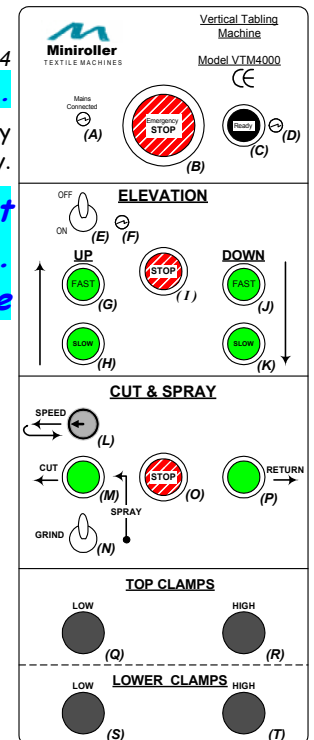 Vertical Tabling
Machine
Miniroller
TEXTILE MACHINES
Model VTM4000
CE
4
.
y
y.
t
.
e
Mains
Connected
(A)
Emergency
STOP
(B)
Ready
(C)
(D)
ELEVATION
OFF
ON
(E)
(F)
UP
DOWN
FAST
(G)
STOP
(I)
FAST
(J)
SLOW
(H)
SLOW
(K)
CUT & SPRAY
SPEED
(L)
CUT
(M)
STOP
(O)
RETURN
(P)
SPRAY
GRIND
(N)
TOP CLAMPS
LOW
HIGH
(Q)
(R)
LOWER CLAMPS
LOW
HIGH
(S)
(T)